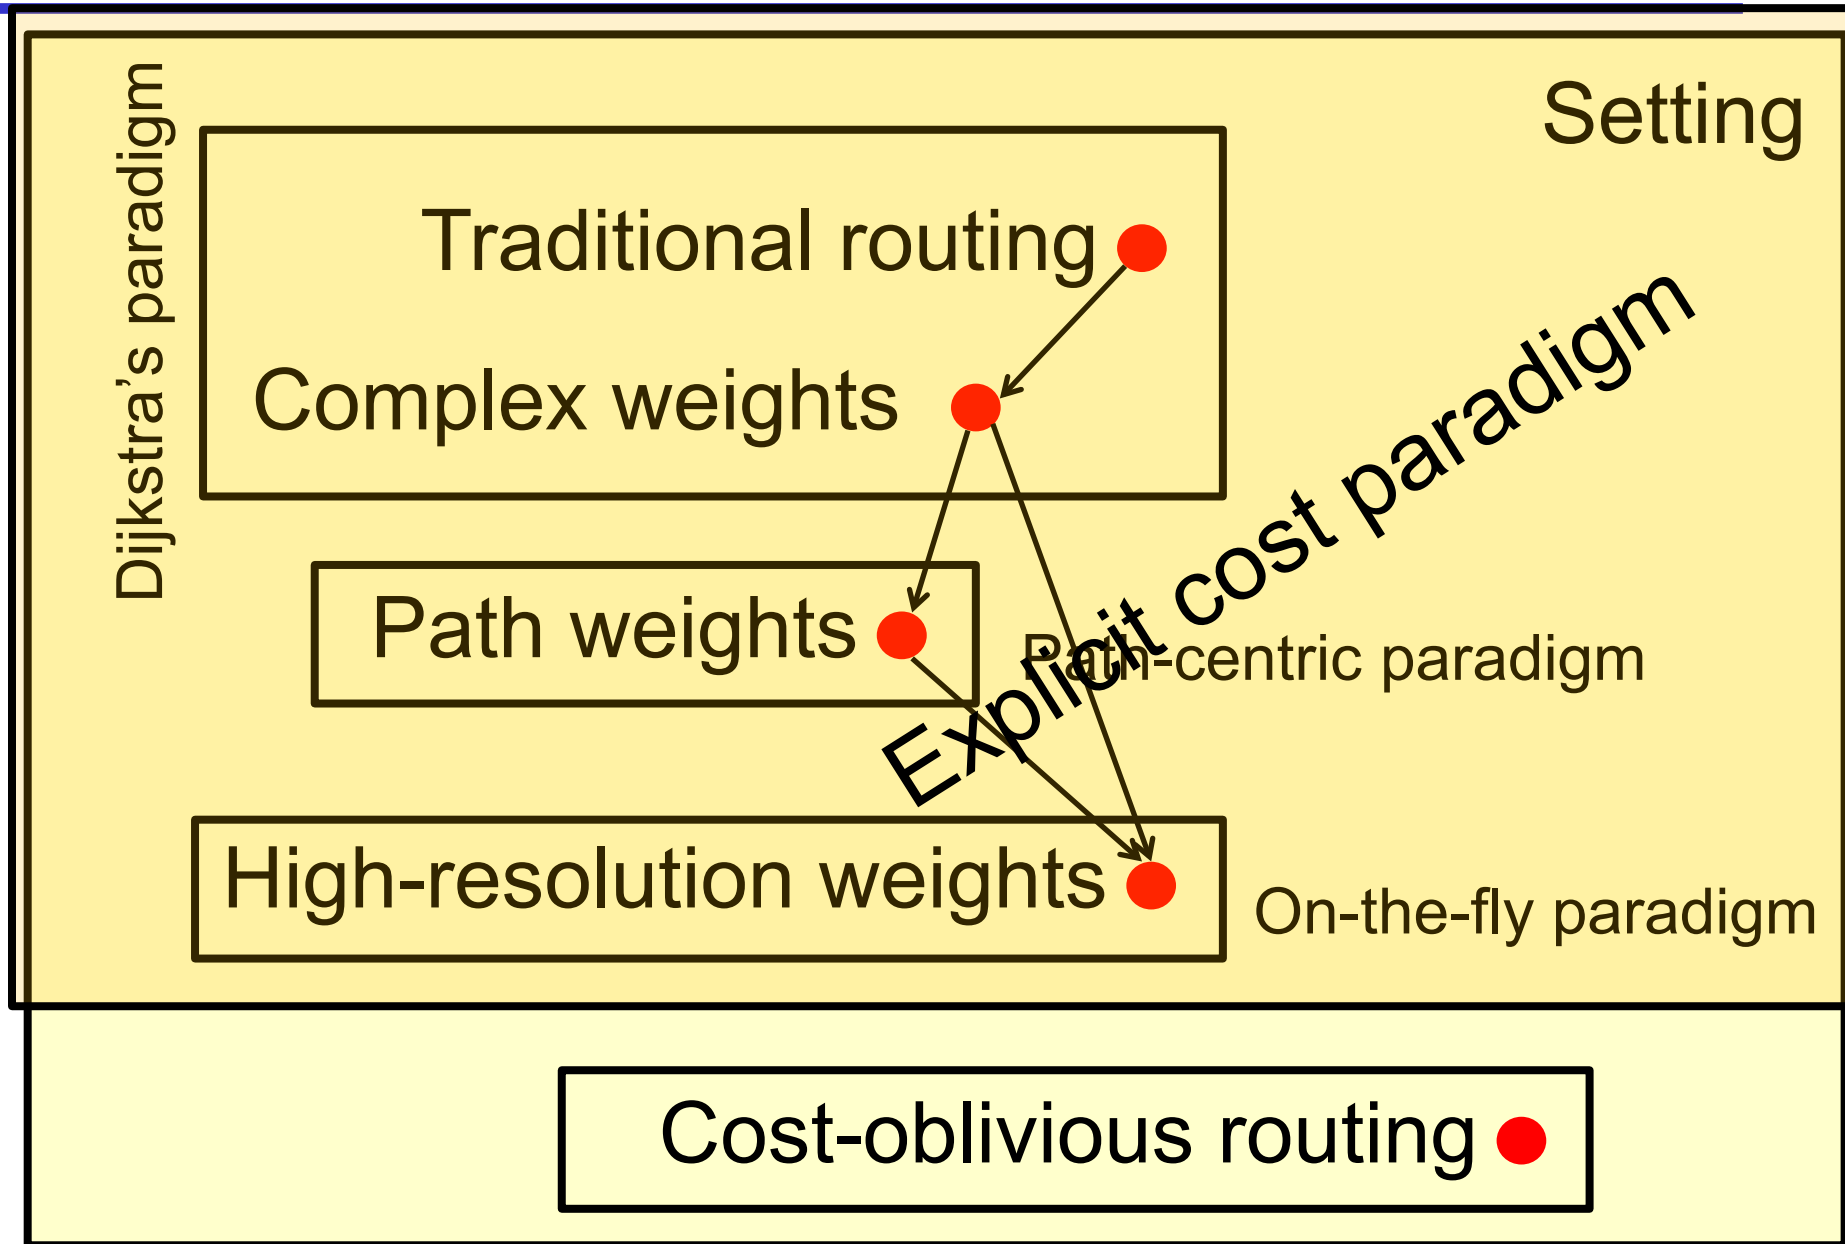 Setting
Dijkstra’s paradigm
Traditional routing
Complex weights
Explicit cost paradigm
Path weights
Path-centric paradigm
High-resolution weights
On-the-fly paradigm
Cost-oblivious routing